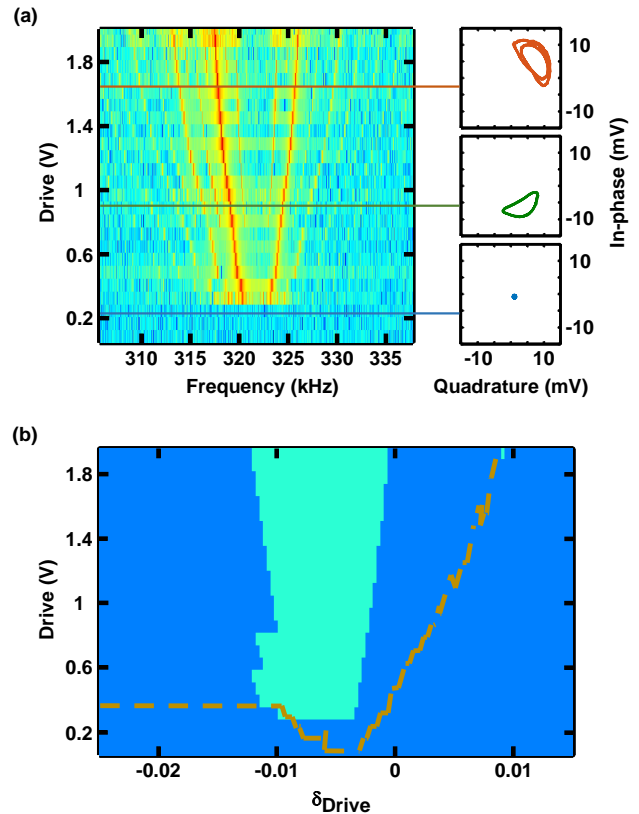 (a)
1.8
1.4
1
0.6
0.2
Drive (V)
310 315 320 325 330 335
Frequency (kHz)
10
-10
10
-10
10
-10
In-phase (mV)
-10 0 10
Quadrature (mV)
(b)
1.8
1.4
1
0.6
0.2
Drive (V)
-0.02 -0.01 0 0.01
δDrive